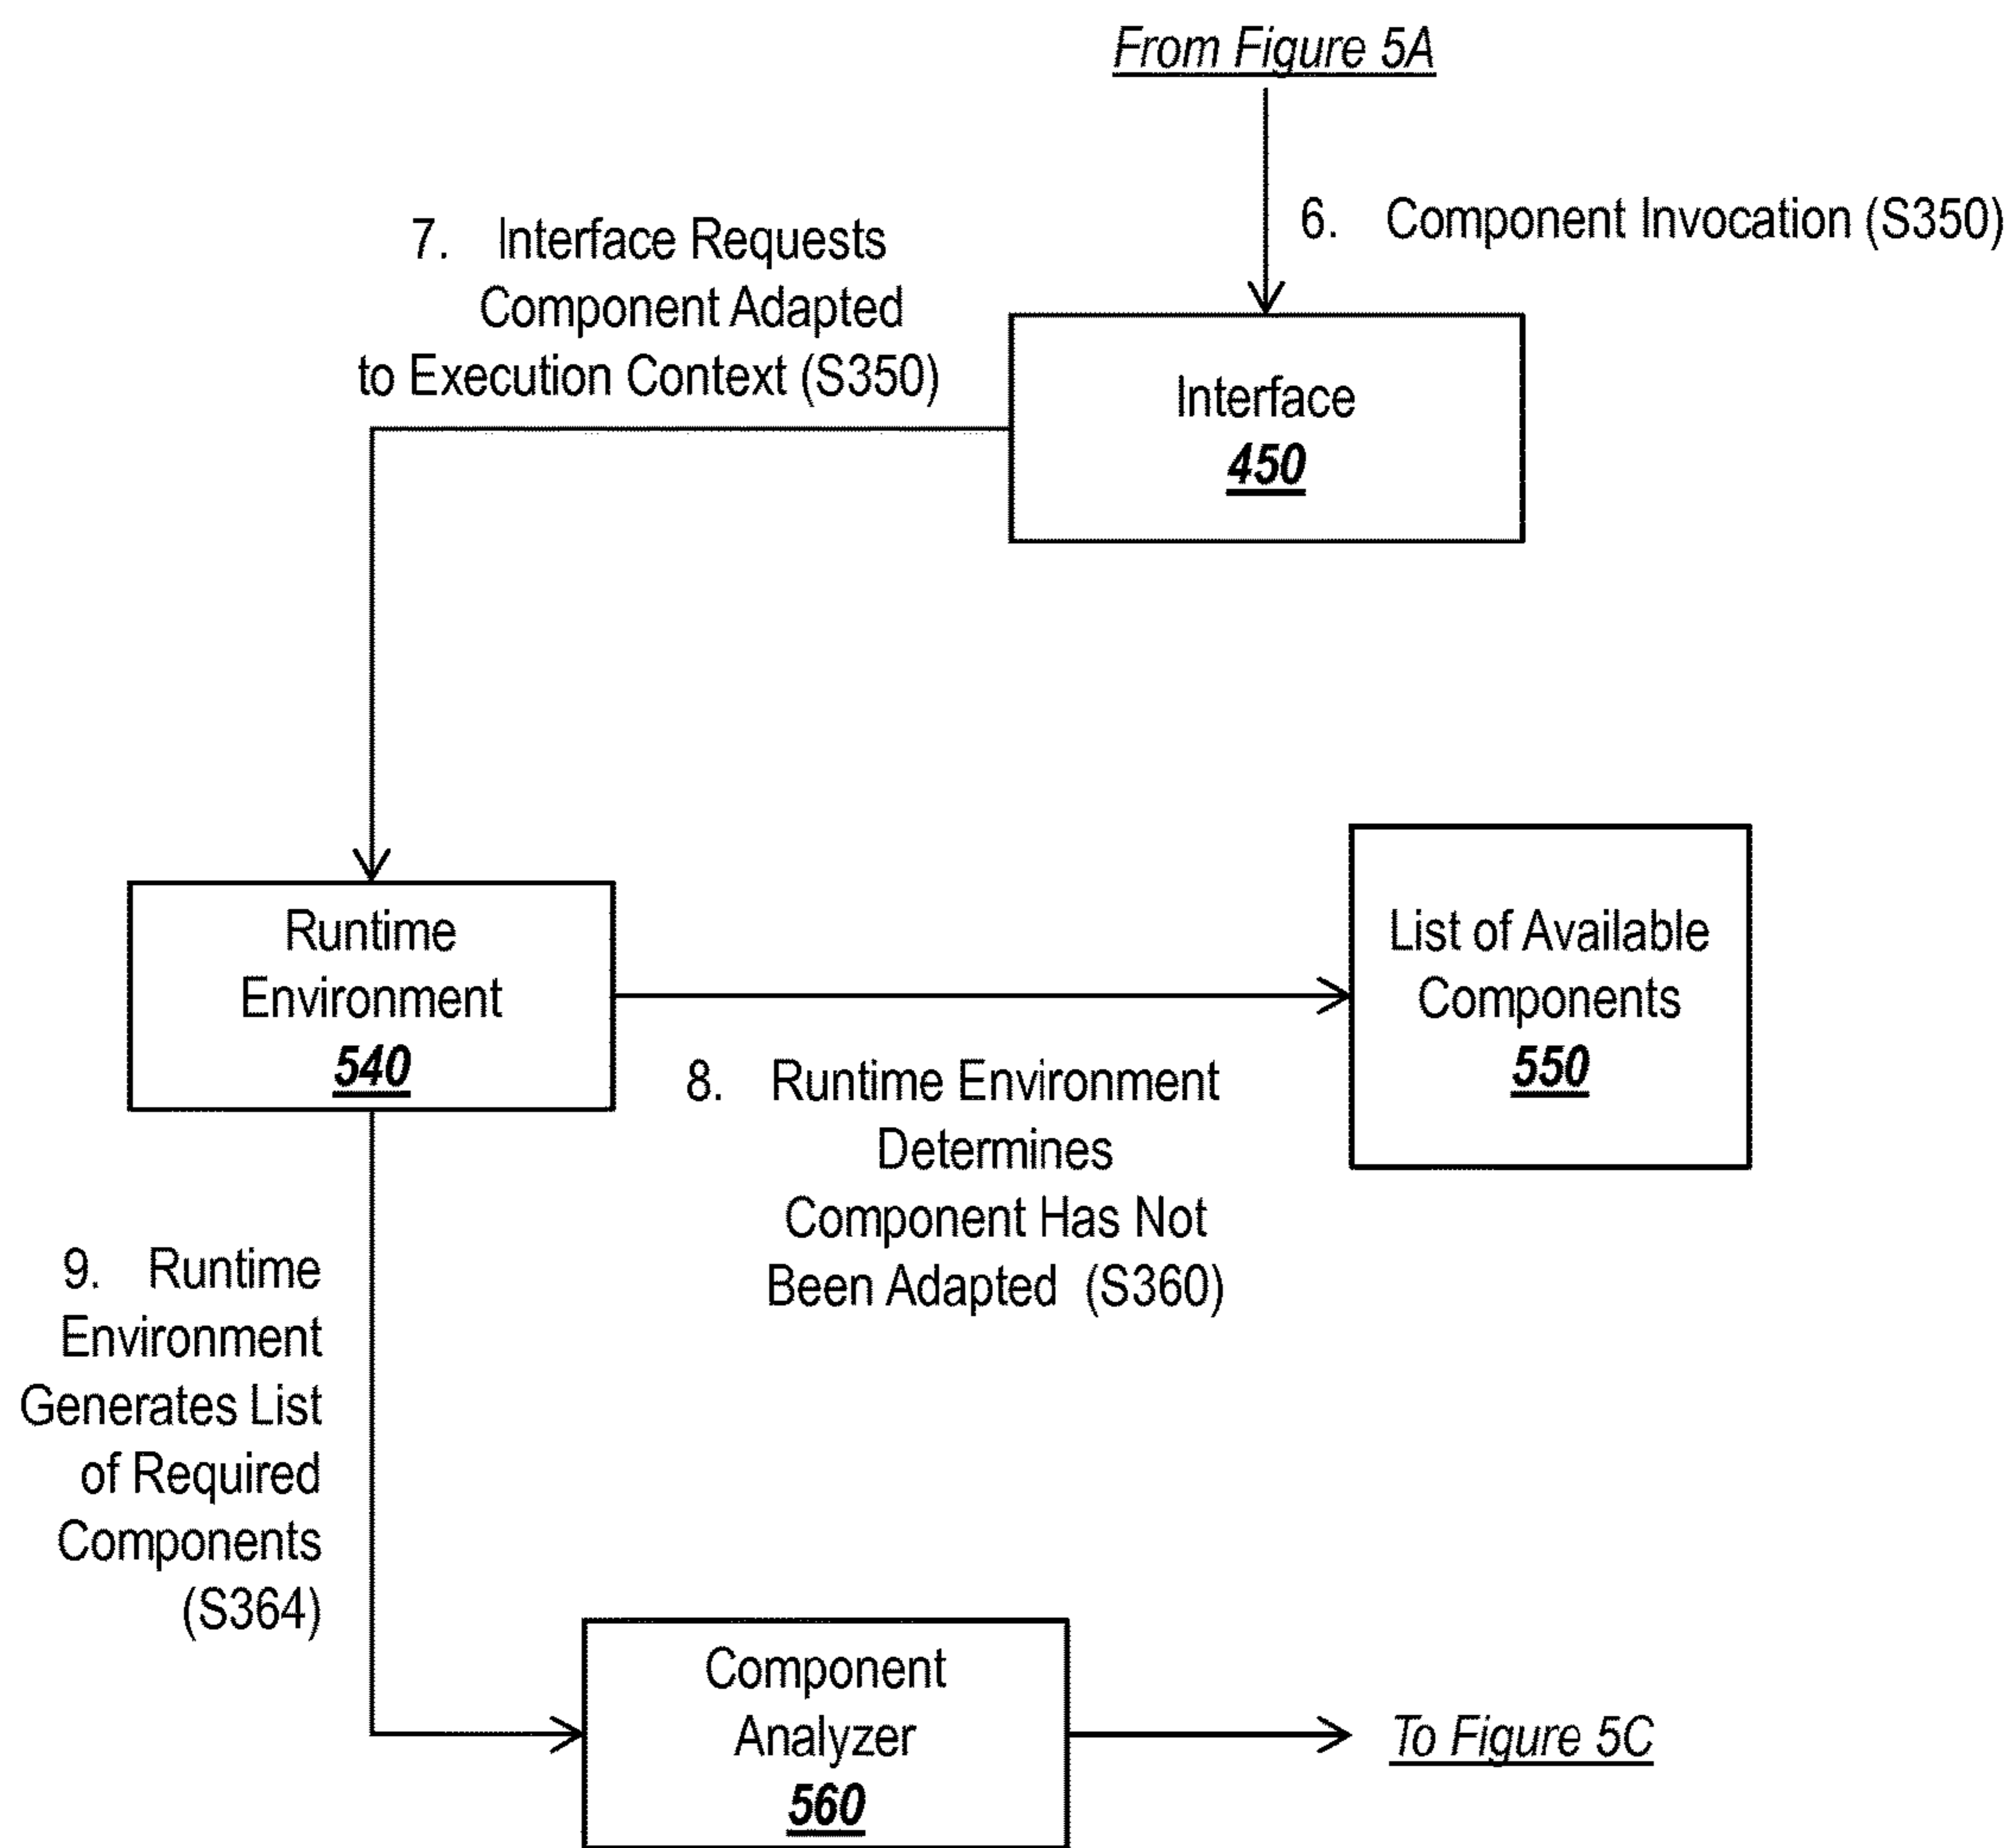 From Figure 5A
6. Component Invocation (S350)
7. Interface Requests
Component Adapted
to Execution Context (S350)
Interface
450
Runtime
Environment
540
List of Available
Components
550
8. Runtime Environment
Determines
Component Has Not
Been Adapted (S360)
9. Runtime
Environment
Generates List
of Required
Components
(S364)
Component
Analyzer
560
To Figure 5C